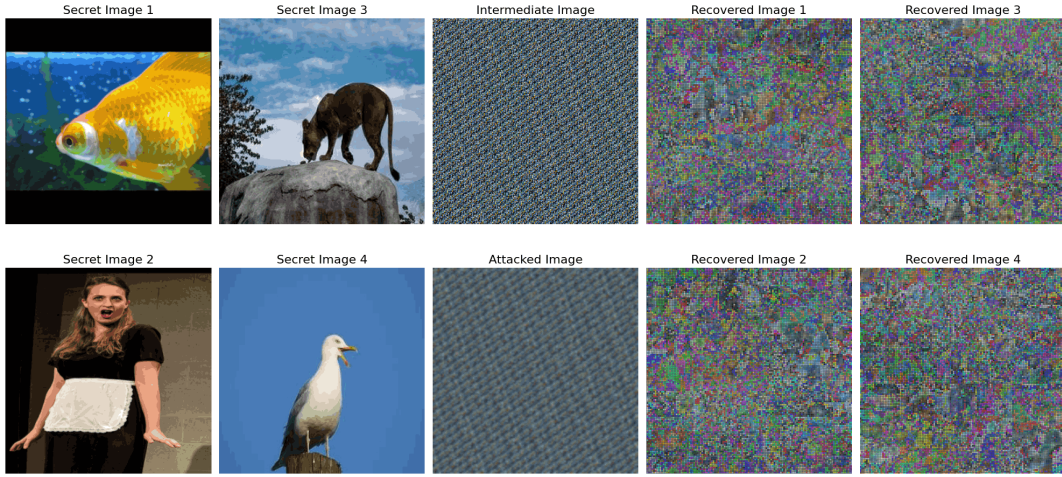 Secret Image 1
Secret Image 3
Intermediate Image
Recovered Image 1
Recovered Image 3
Secret Image 2
Secret Image 4
Attacked Image
Recovered Image 2
Recovered Image 4